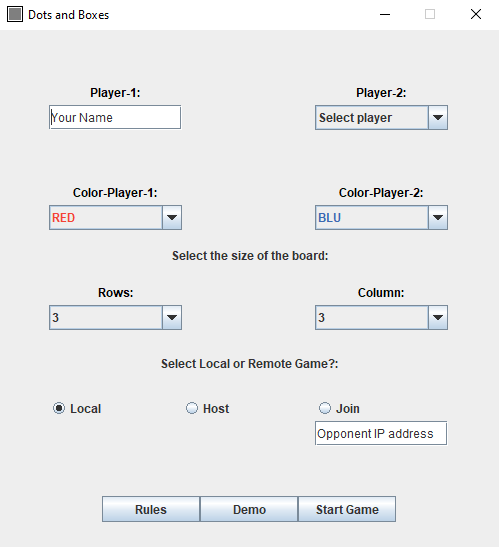 Dots and Boxes
Player-1: Player-2:
Your Name Select player
Color-Player-1: Color-Player-2:
RED BLU
Select the size of the board:
Rows: Column:
3 3
Select Local or Remote Game?:
Local Host Join
Opponent IP address
Rules Demo Start Game